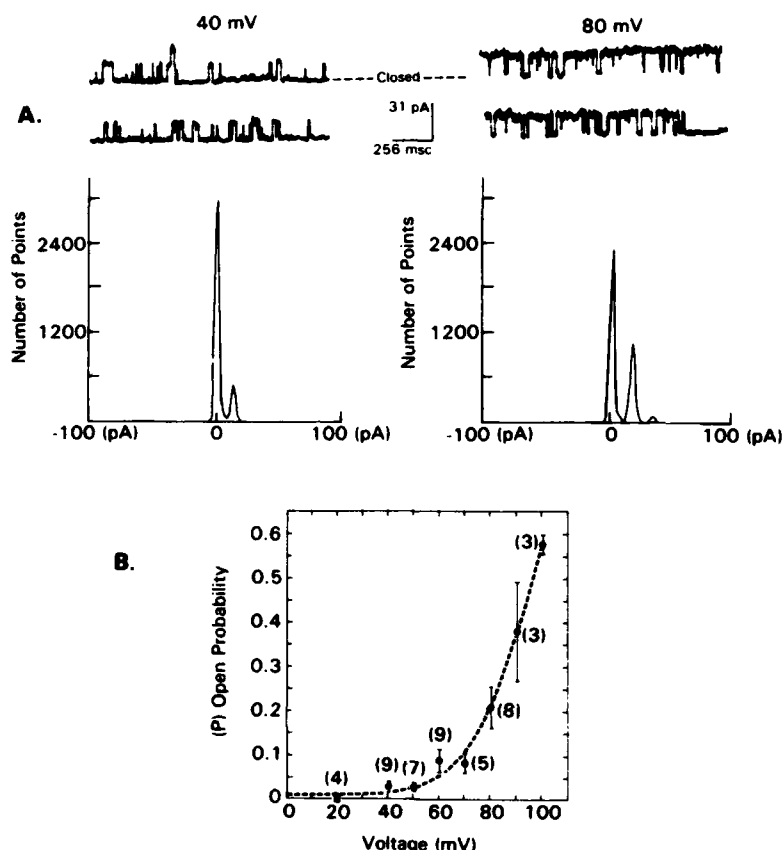 40 mV
80 mV
Closed
A.
31 pA
256 msc
Number of Points
2400
1200
-100 (pA)
0
100 (pA)
Number of Points
2400
1200
-100 (pA)
0
100 (pA)
B.
(P) Open Probability
0.6
0.5
0.4
0.3
0.2
0.1
0
(4)
(9)
(7)
(9)
(5)
(8)
(3)
(3)
0
20
40
60
80
100
Voltage (mV)